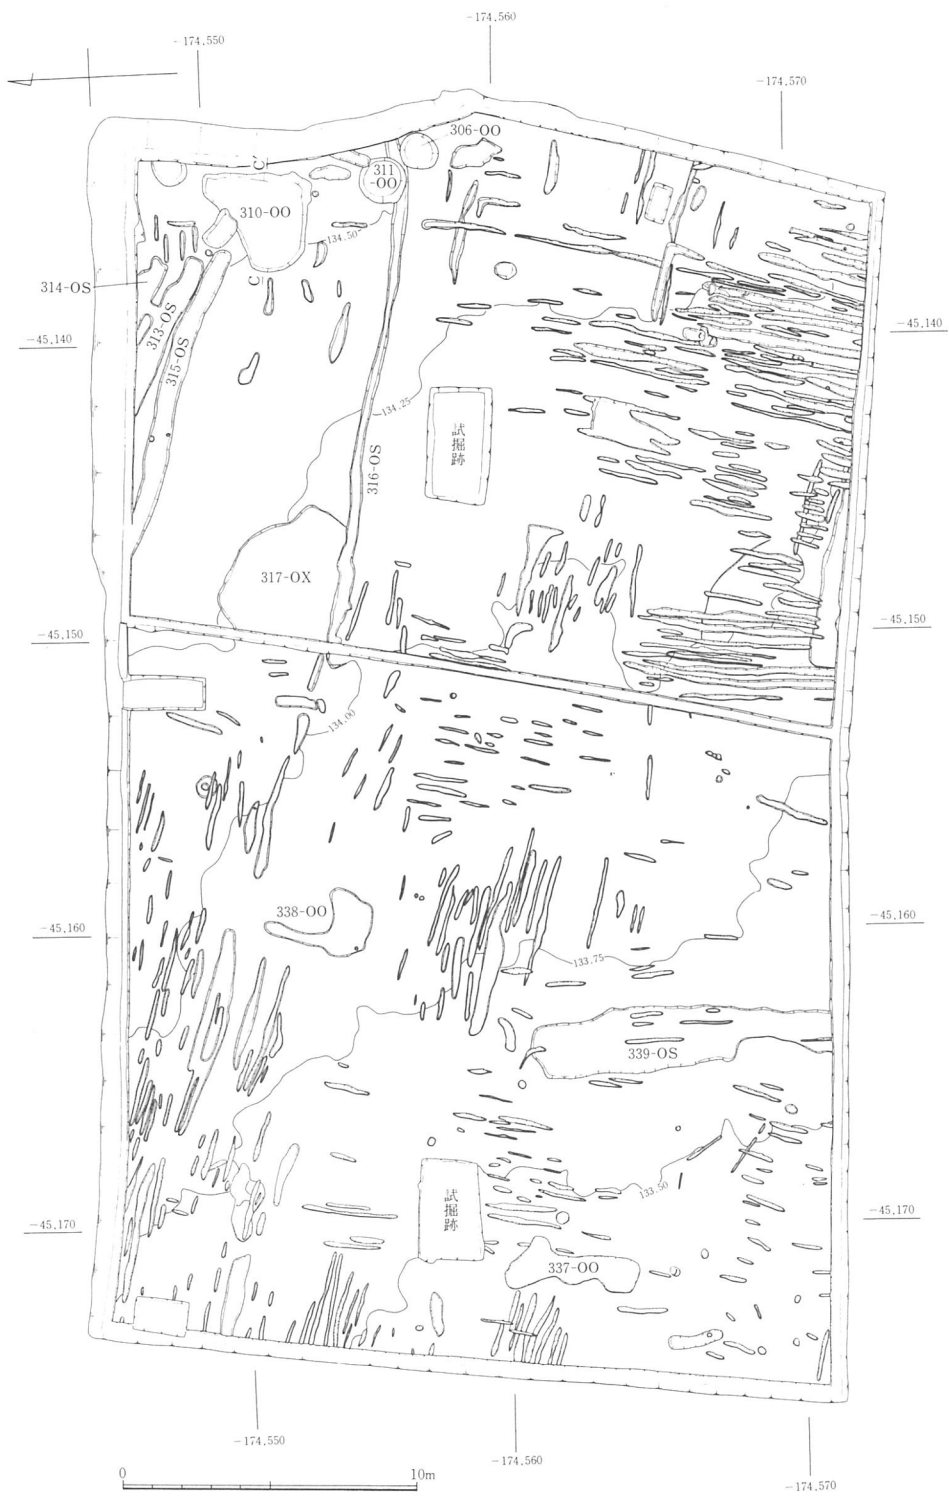 -174,560
-174,550
-174,570
306-OO
311
-OO
310-OO
C'
134.50
C
314-OS
313-OS
315-OS
-45,140
-45,140
134.25
試掘跡
316-OS
317-OX
-45,150
-45,150
134.00
338-OO
-45,160
-45,160
133.75
339-OS
133.50
試掘跡
-45,170
-45,170
337-OO
-174,550
-174,560
-174,570
0
10m